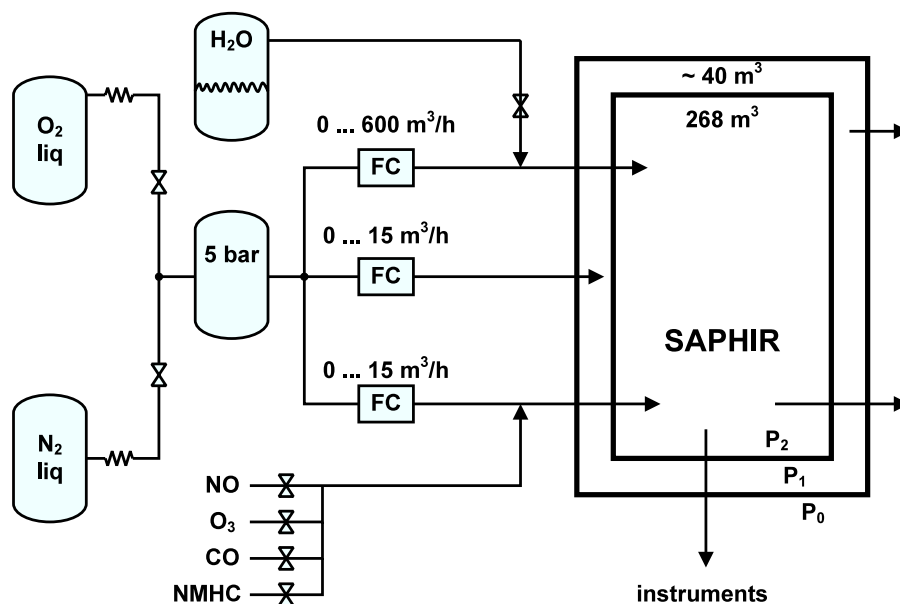 H₂O
O₂
liq
~ 40 m³
268 m³
0 ... 600 m³/h
FC
0 ... 15 m³/h
5 bar
FC
SAPHIR
0 ... 15 m³/h
FC
N₂
liq
P₂
P₁
P₀
NO
O₃
CO
NMHC
instruments